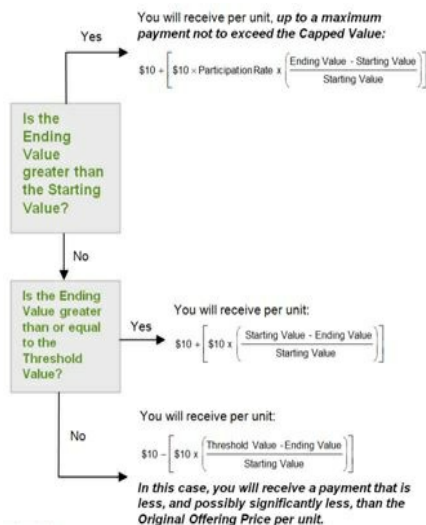 You will receive per unit, up to a maximum
payment not to exceed the Capped Value:
Yes
$10 + [ $10 × Participation Rate x ( Ending Value - Starting Value / Starting Value ) ]
Is the
Ending
Value
greater than
the Starting
Value?
No
Is the Ending
Value greater
than or equal
to the
Threshold
Value?
Yes
You will receive per unit:
$10 + [ $10 x ( Starting Value - Ending Value / Starting Value ) ]
No
You will receive per unit:
$10 − [ $10 x ( Threshold Value - Ending Value / Starting Value ) ]
In this case, you will receive a payment that is
less, and possibly significantly less, than the
Original Offering Price per unit.